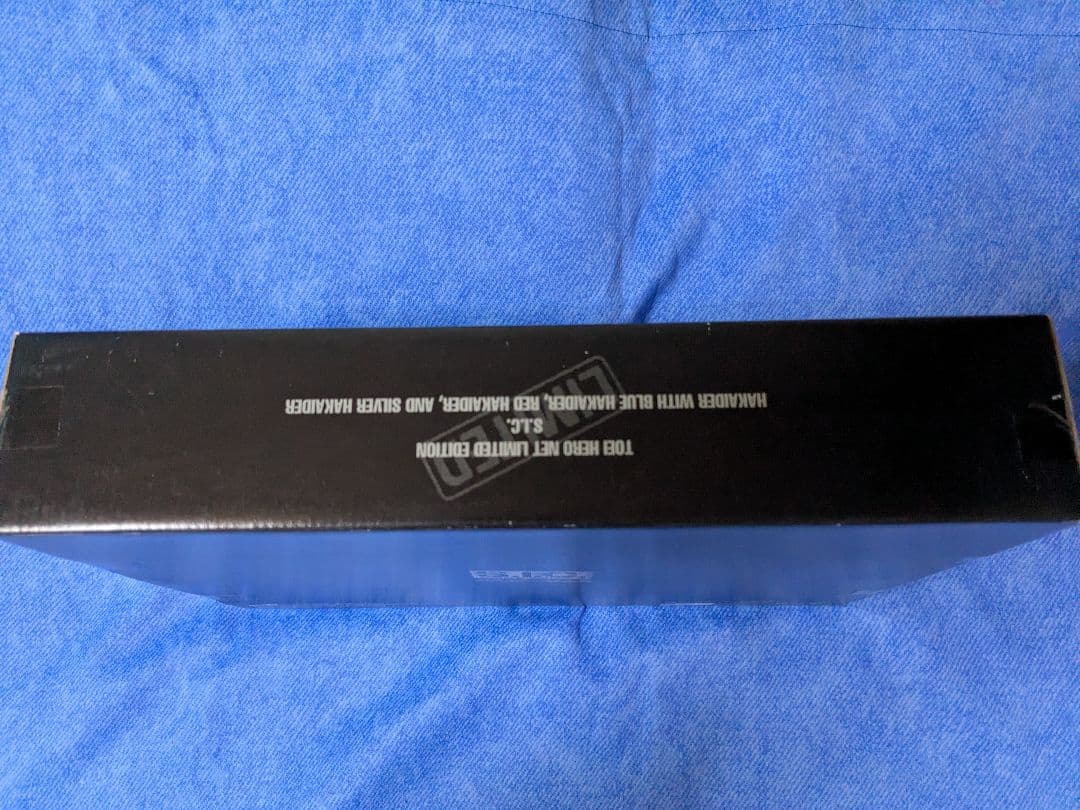 TOEI HERO NET LIMITED EDITION
S.I.C.
HAKAIDER WITH BLUE HAKAIDER, RED HAKAIDER, AND SILVER HAKAIDER
LIMITED